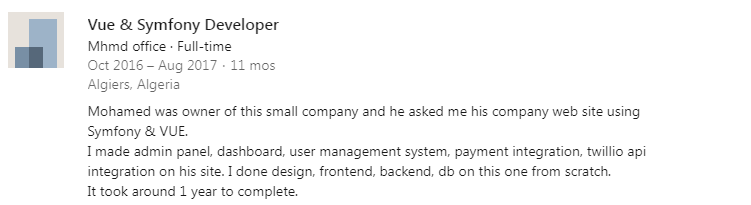 Vue & Symfony Developer
Mhmd office · Full-time
Oct 2016 – Aug 2017 · 11 mos
Algiers, Algeria
Mohamed was owner of this small company and he asked me his company web site using
Symfony & VUE.
I made admin panel, dashboard, user management system, payment integration, twillio api
integration on his site. I done design, frontend, backend, db on this one from scratch.
It took around 1 year to complete.